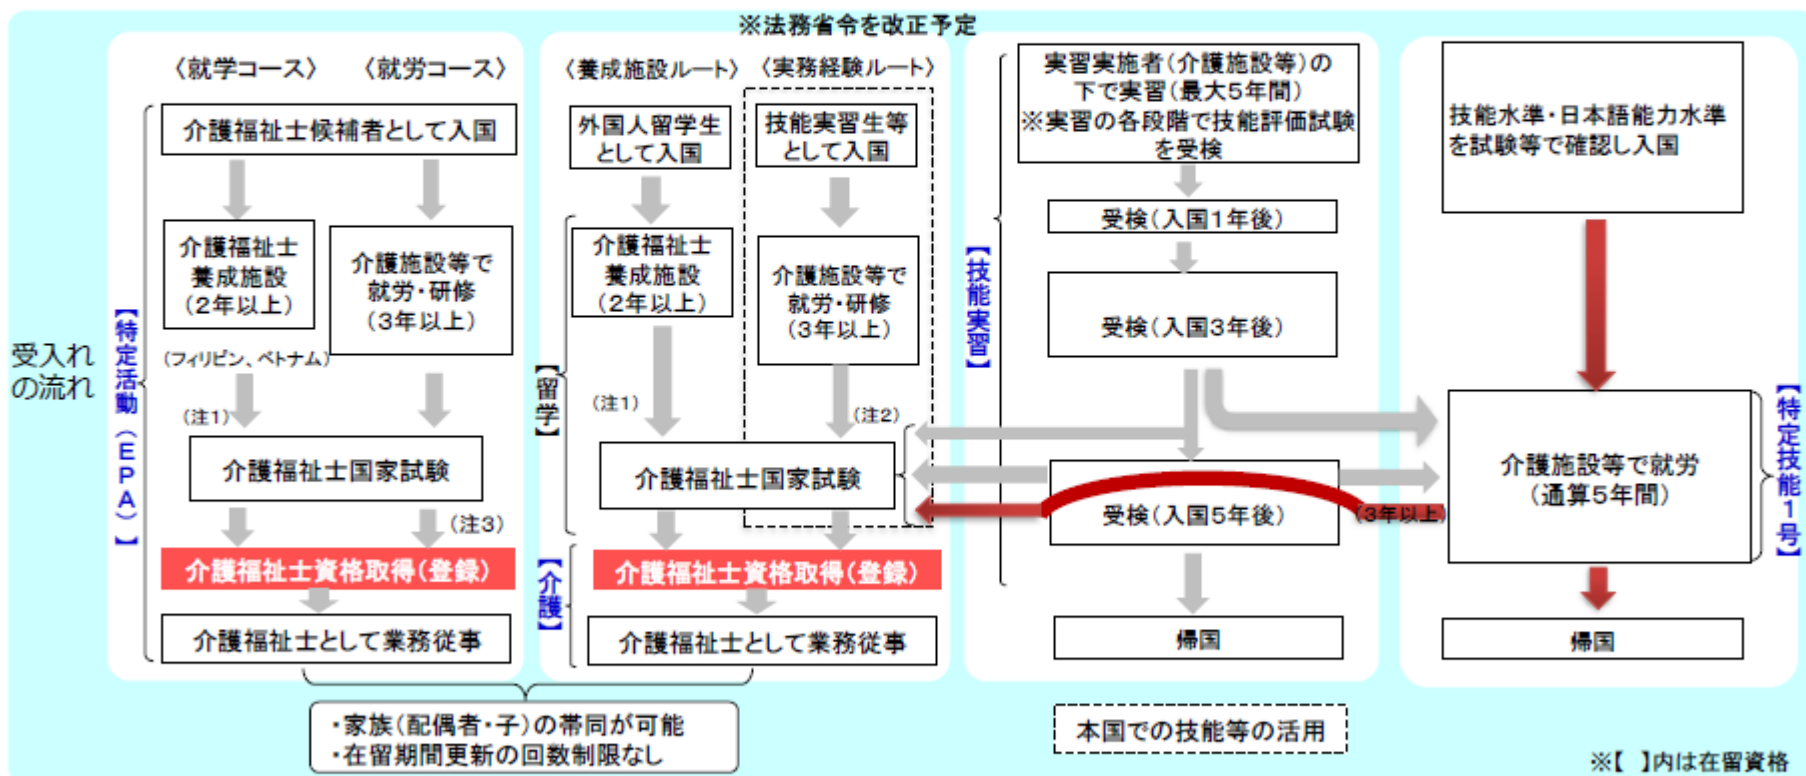 ※法務省令を改正予定
受入れ
の流れ
【特定活動(EPA)】
〈就学コース〉
〈就労コース〉
介護福祉士候補者として入国
介護福祉士
養成施設
(2年以上)
介護施設等で
就労・研修
(3年以上)
(フィリピン、ベトナム)
(注1)
介護福祉士国家試験
(注3)
介護福祉士資格取得(登録)
介護福祉士として業務従事
〈養成施設ルート〉
〈実務経験ルート〉
外国人留学生
として入国
技能実習生等
として入国
【留学】
介護福祉士
養成施設
(2年以上)
介護施設等で
就労・研修
(3年以上)
(注1)
(注2)
介護福祉士国家試験
【介護】
介護福祉士資格取得(登録)
介護福祉士として業務従事
・家族(配偶者・子)の帯同が可能
・在留期間更新の回数制限なし
【技能実習】
実習実施者(介護施設等)の
下で実習(最大5年間)
※実習の各段階で技能評価試験
を受検
受検(入国1年後)
受検(入国3年後)
受検(入国5年後)
帰国
本国での技能等の活用
技能水準・日本語能力水準
を試験等で確認し入国
(3年以上)
介護施設等で就労
(通算5年間)
【特定技能1号】
帰国
※【 】内は在留資格